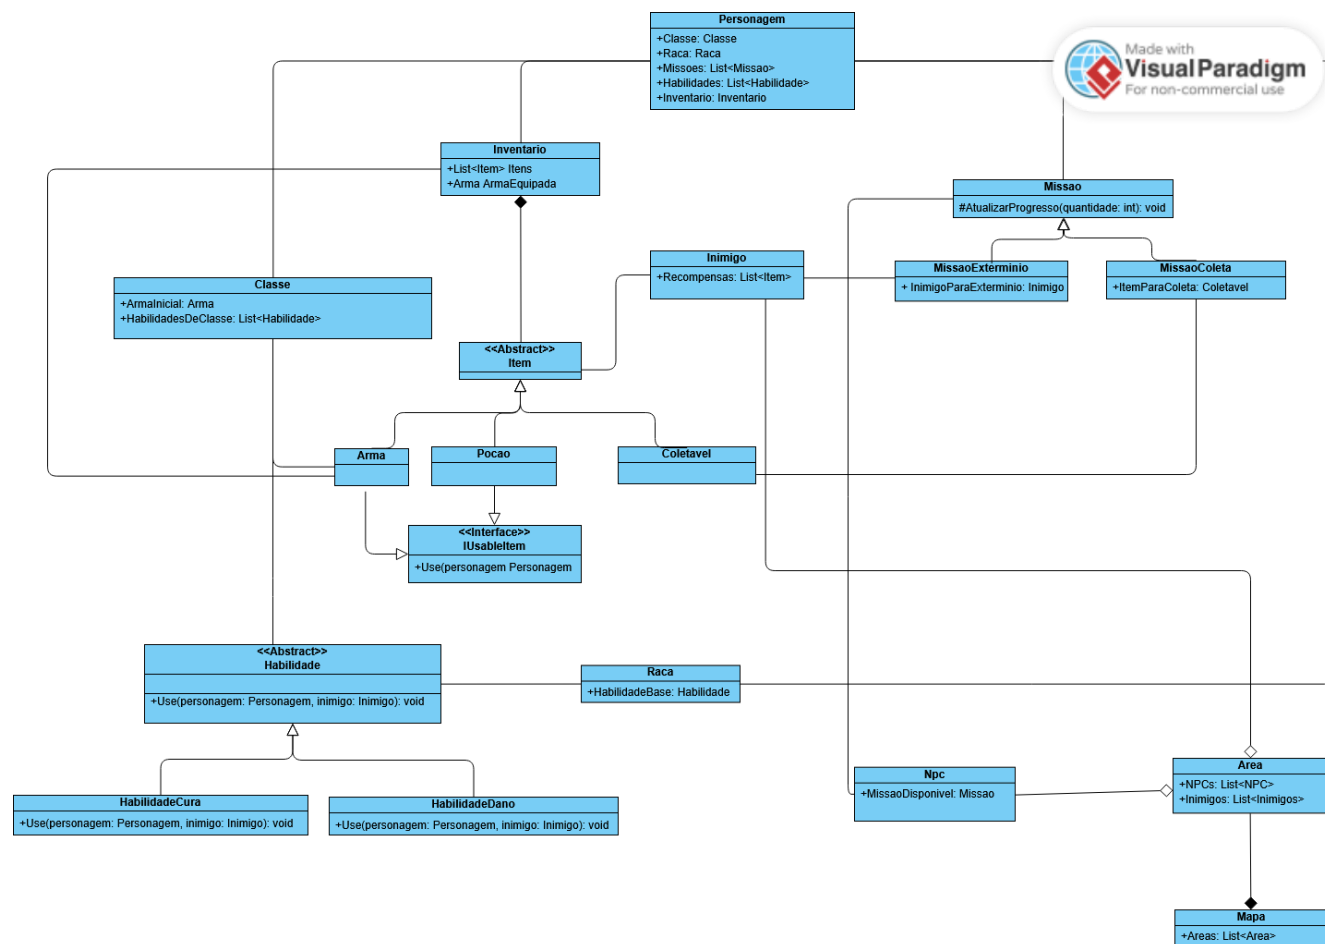 Personagem
+Classe: Classe
+Raca: Raca
+Missoes: List<Missao>
+Habilidades: List<Habilidade>
+Inventario: Inventario
Made with
Visual Paradigm
For non-commercial use
Inventario
+List<Item> Itens
+Arma ArmaEquipada
Missao
#AtualizarProgresso(quantidade: int): void
Inimigo
+Recompensas: List<Item>
MissaoExterminio
+ InimigoParaExterminio: Inimigo
MissaoColeta
+ItemParaColeta: Coletavel
Classe
+ArmaInicial: Arma
+HabilidadesDeClasse: List<Habilidade>
<<Abstract>>
Item
Arma
Pocao
Coletavel
<<Interface>>
IUsableItem
+Use(personagem Personagem
<<Abstract>>
Habilidade
+Use(personagem: Personagem, inimigo: Inimigo): void
Raca
+HabilidadeBase: Habilidade
HabilidadeCura
+Use(personagem: Personagem, inimigo: Inimigo): void
HabilidadeDano
+Use(personagem: Personagem, inimigo: Inimigo): void
Npc
+MissaoDisponivel: Missao
Area
+NPCs: List<NPC>
+Inimigos: List<Inimigos>
Mapa
+Areas: List<Area>